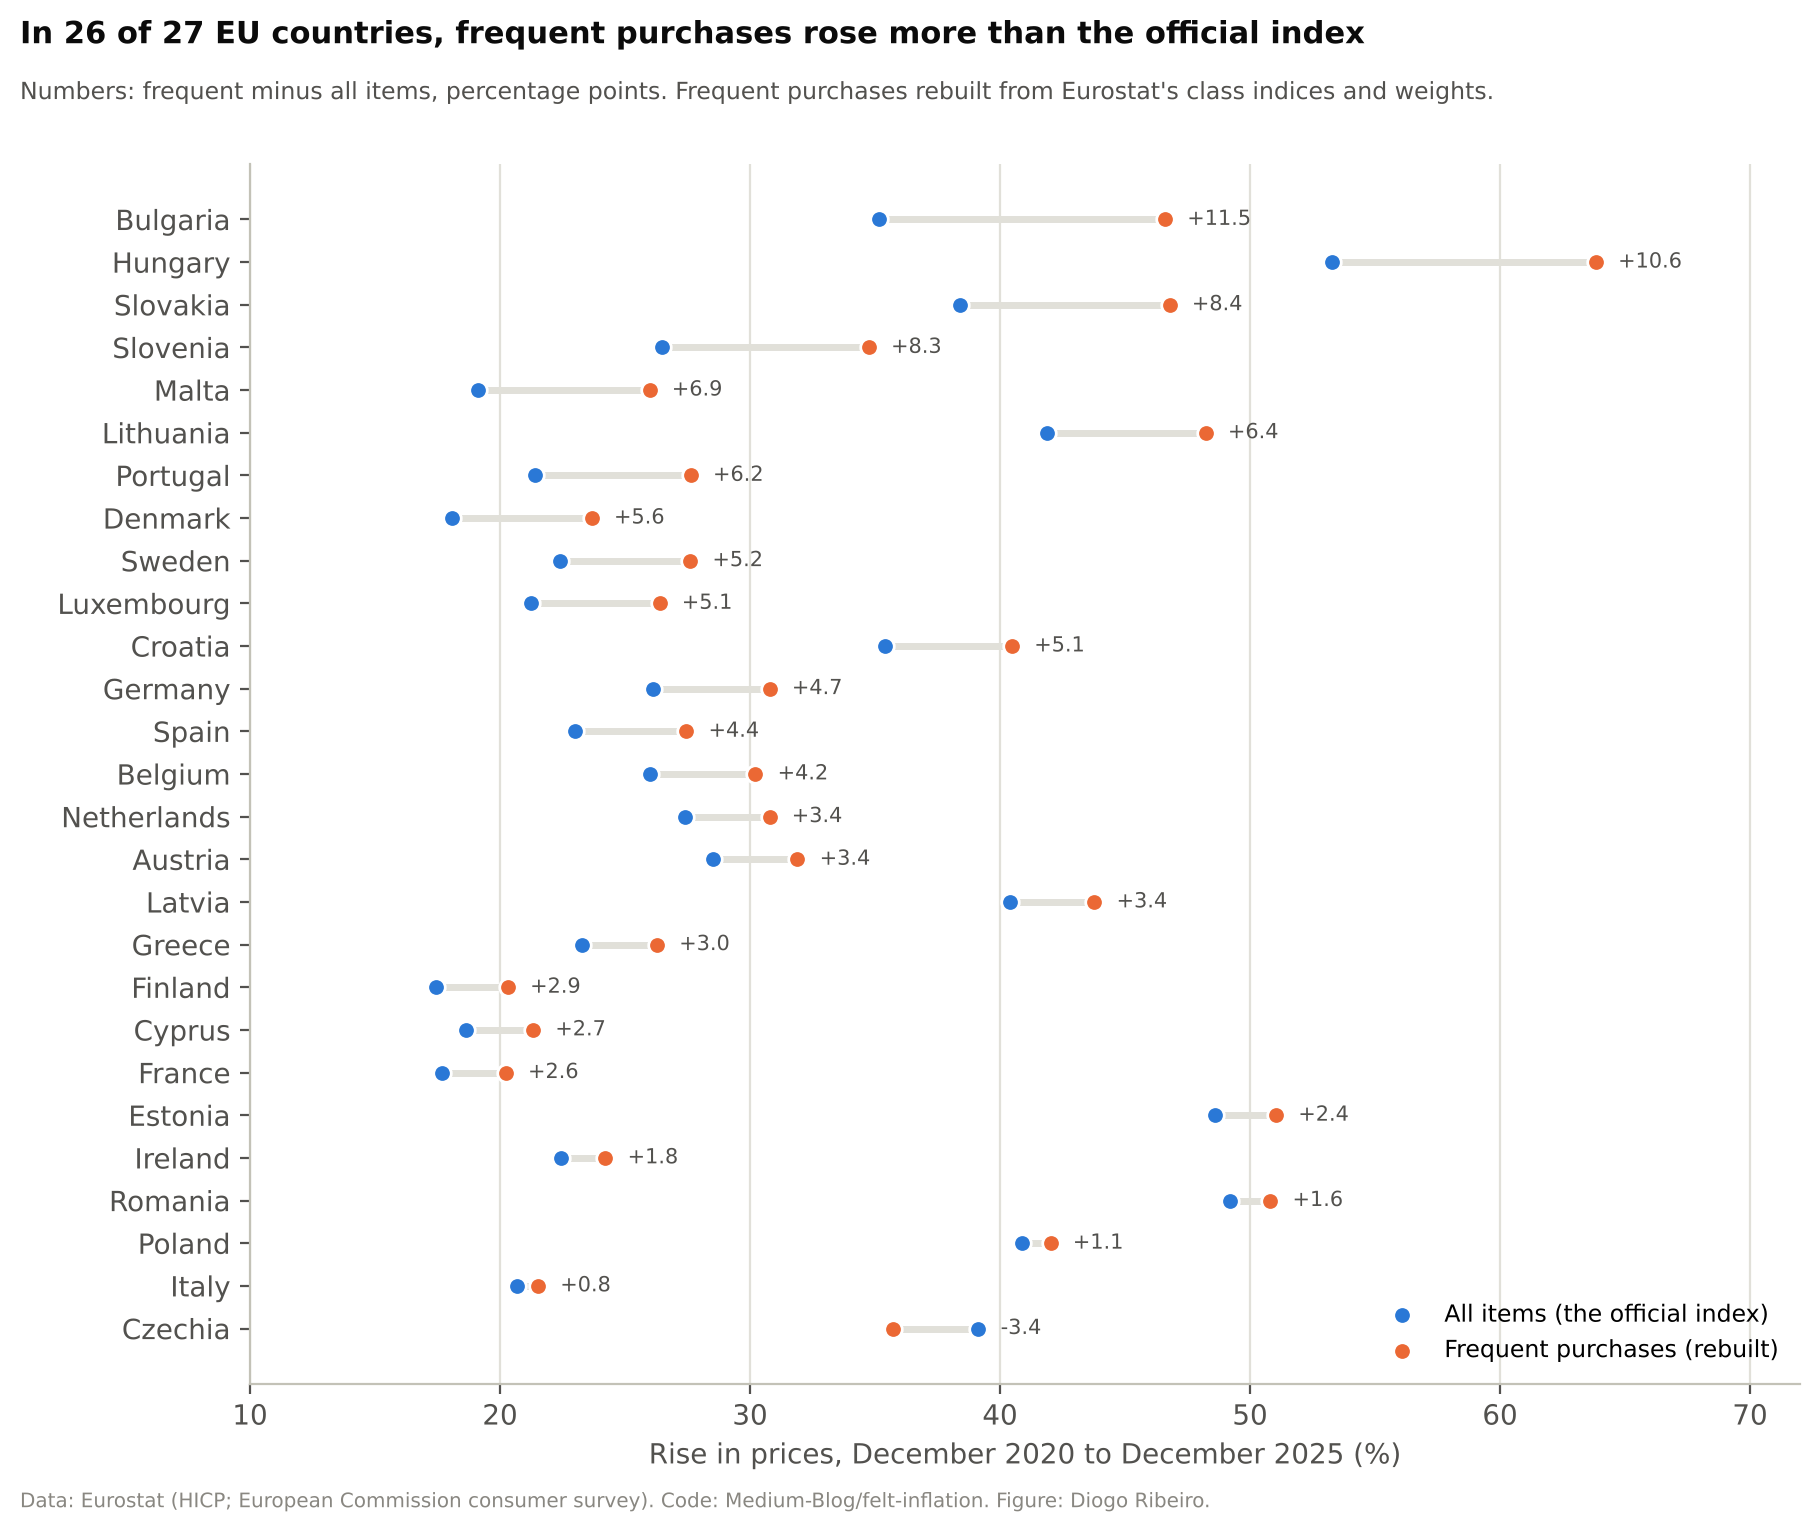 In 26 of 27 EU countries, frequent purchases rose more than the official index
Numbers: frequent minus all items, percentage points. Frequent purchases rebuilt from Eurostat's class indices and weights.
Bulgaria +11.5
Hungary +10.6
Slovakia +8.4
Slovenia +8.3
Malta +6.9
Lithuania +6.4
Portugal +6.2
Denmark +5.6
Sweden +5.2
Luxembourg +5.1
Croatia +5.1
Germany +4.7
Spain +4.4
Belgium +4.2
Netherlands +3.4
Austria +3.4
Latvia +3.4
Greece +3.0
Finland +2.9
Cyprus +2.7
France +2.6
Estonia +2.4
Ireland +1.8
Romania +1.6
Poland +1.1
Italy +0.8
Czechia -3.4
All items (the official index)
Frequent purchases (rebuilt)
10 20 30 40 50 60 70
Rise in prices, December 2020 to December 2025 (%)
Data: Eurostat (HICP; European Commission consumer survey). Code: Medium-Blog/felt-inflation. Figure: Diogo Ribeiro.